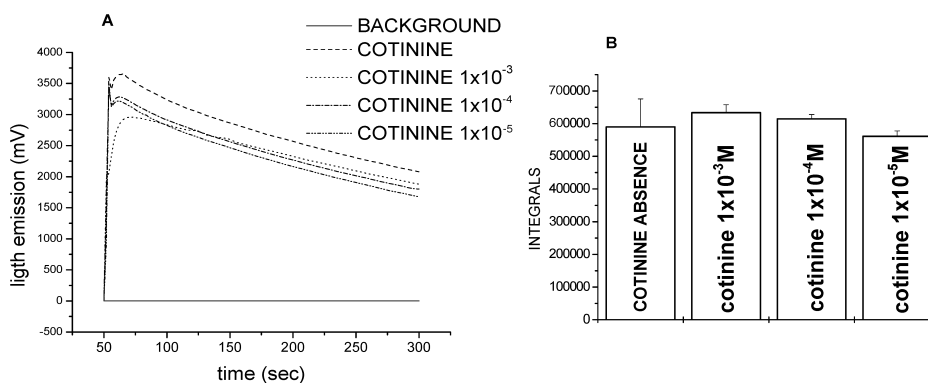 A
BACKGROUND
COTININE
COTININE 1x10⁻³
COTININE 1x10⁻⁴
COTININE 1x10⁻⁵
4000
3500
3000
2500
2000
1500
1000
500
0
-500
50
100
150
200
250
300
ligth emission (mV)
time (sec)
B
700000
600000
500000
400000
300000
200000
100000
0
INTEGRALS
COTININE ABSENCE
cotinine 1x10⁻³M
cotinine 1x10⁻⁴M
cotinine 1x10⁻⁵M